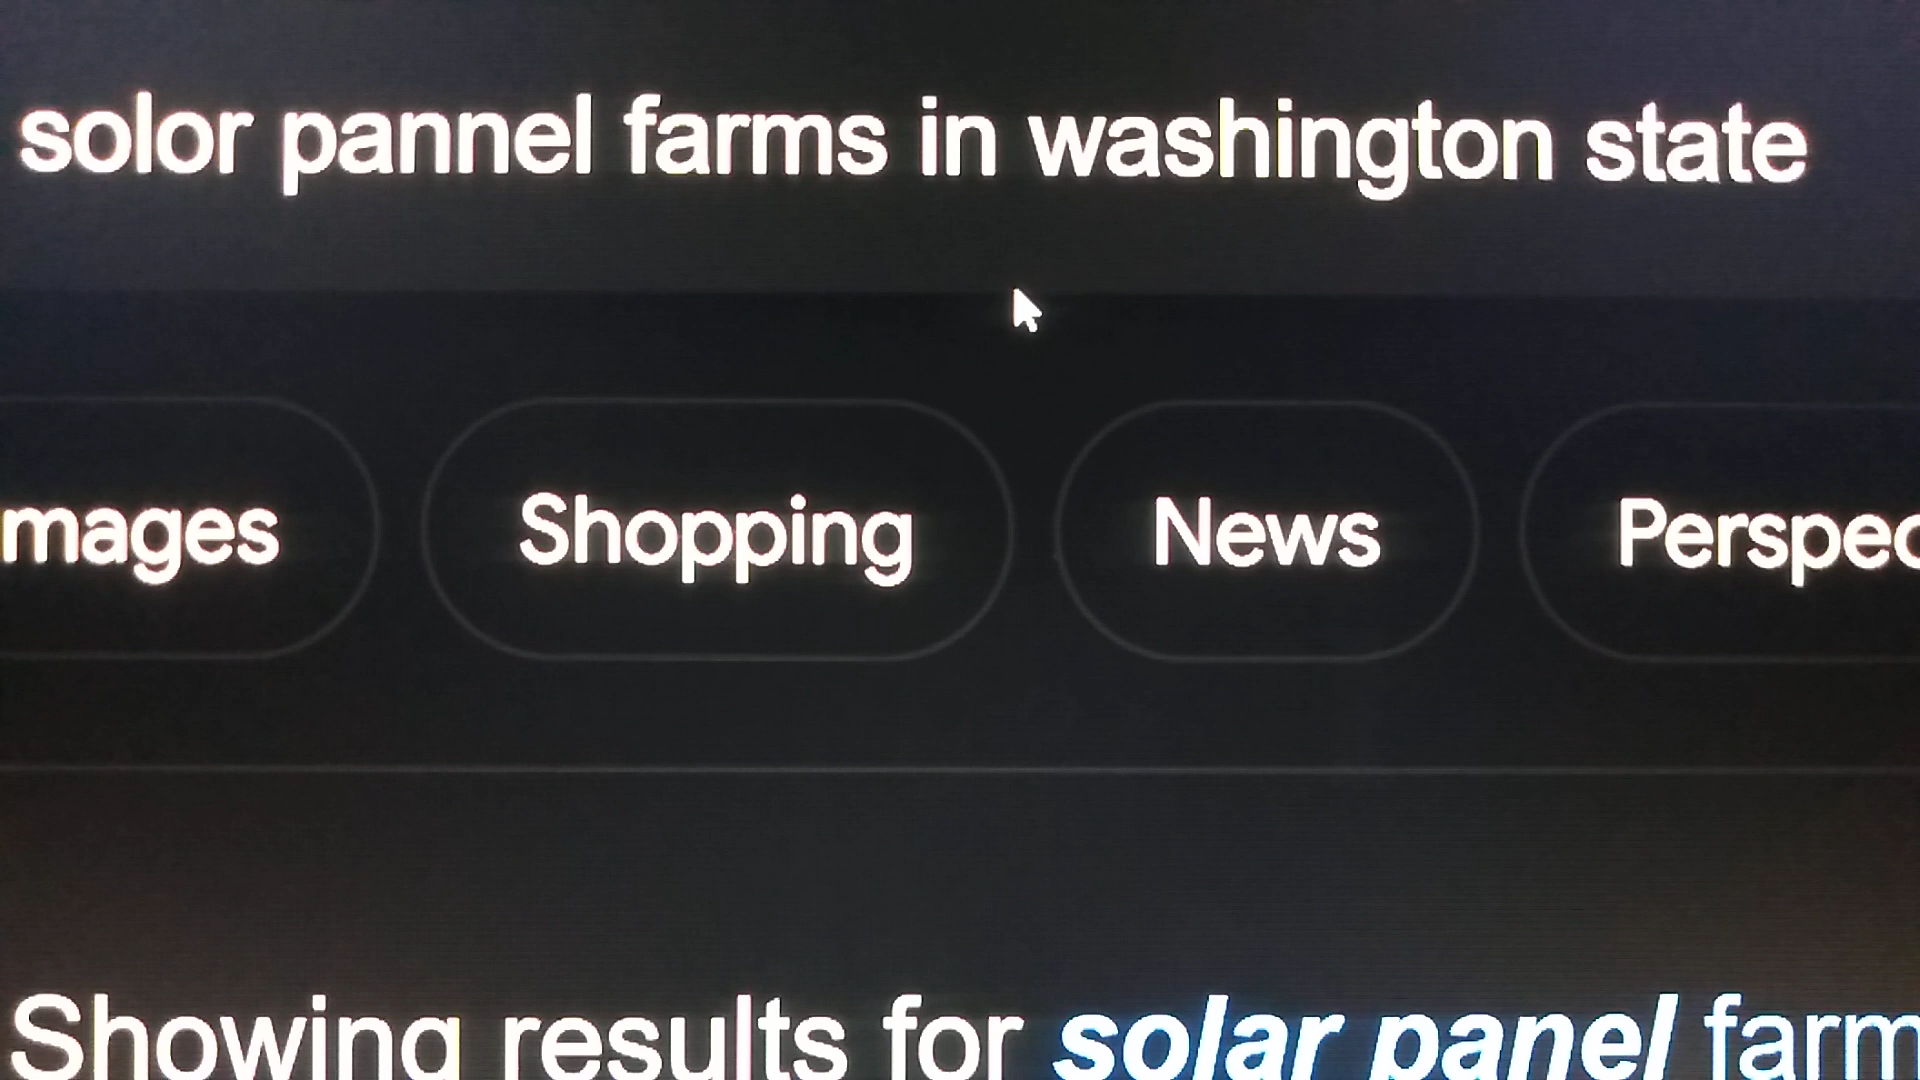 solor pannel farms in washington state
mages Shopping News Perspec
Showing results for solar panel farm